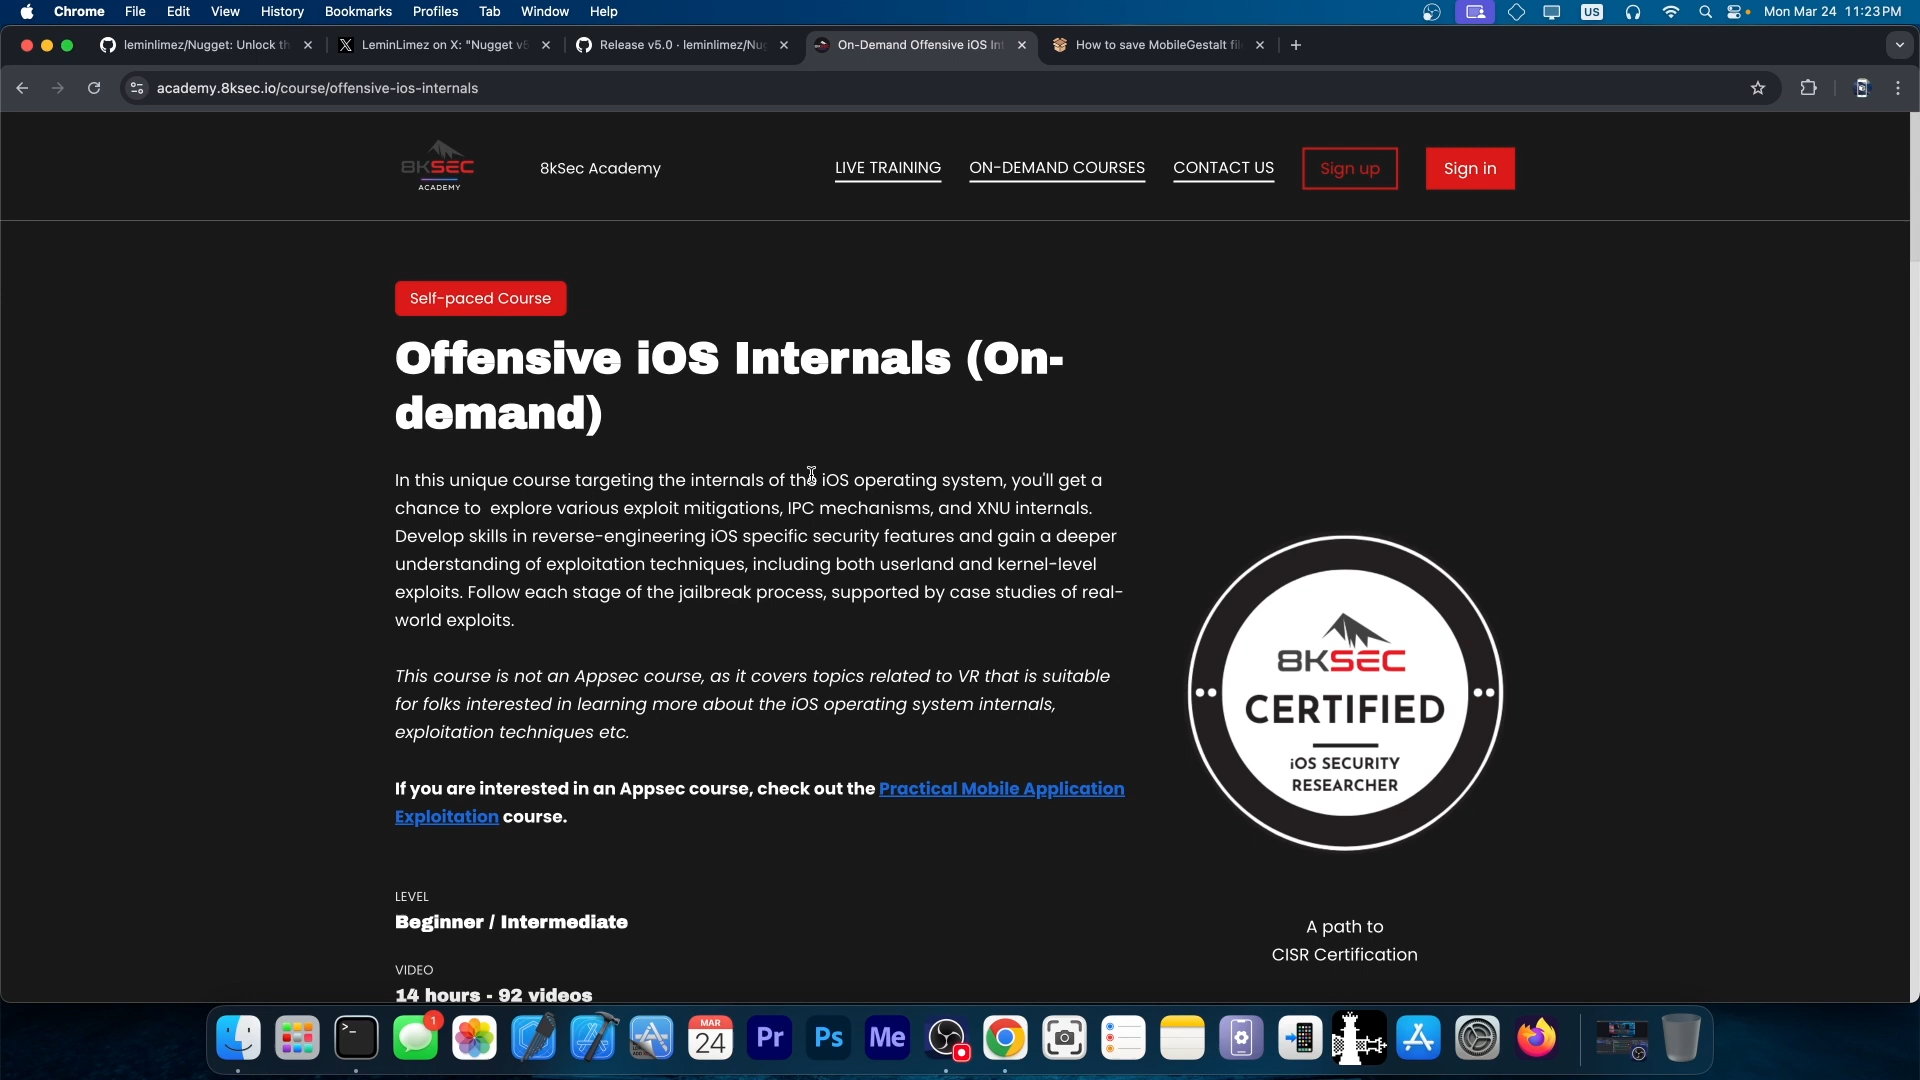 Chrome File Edit View History Bookmarks Profiles Tab Window Help US Mon Mar 24 11:23 PM
leminlimez/Nugget: Unlock th LeminLimez on X: "Nugget v5 Release v5.0 · leminlimez/Nug On-Demand Offensive iOS Int How to save MobileGestalt fil
academy.8ksec.io/course/offensive-ios-internals
8KSEC
ACADEMY
8kSec Academy LIVE TRAINING ON-DEMAND COURSES CONTACT US Sign up Sign in
Self-paced Course
Offensive iOS Internals (On-
demand)
In this unique course targeting the internals of the iOS operating system, you'll get a
chance to explore various exploit mitigations, IPC mechanisms, and XNU internals.
Develop skills in reverse-engineering iOS specific security features and gain a deeper
understanding of exploitation techniques, including both userland and kernel-level
exploits. Follow each stage of the jailbreak process, supported by case studies of real-
world exploits.
This course is not an Appsec course, as it covers topics related to VR that is suitable
for folks interested in learning more about the iOS operating system internals,
exploitation techniques etc.
If you are interested in an Appsec course, check out the Practical Mobile Application
Exploitation course.
LEVEL
Beginner / Intermediate
VIDEO
14 hours - 92 videos
8KSEC
CERTIFIED
iOS SECURITY
RESEARCHER
A path to
CISR Certification
1
MAR
24
Pr
Ps
Me